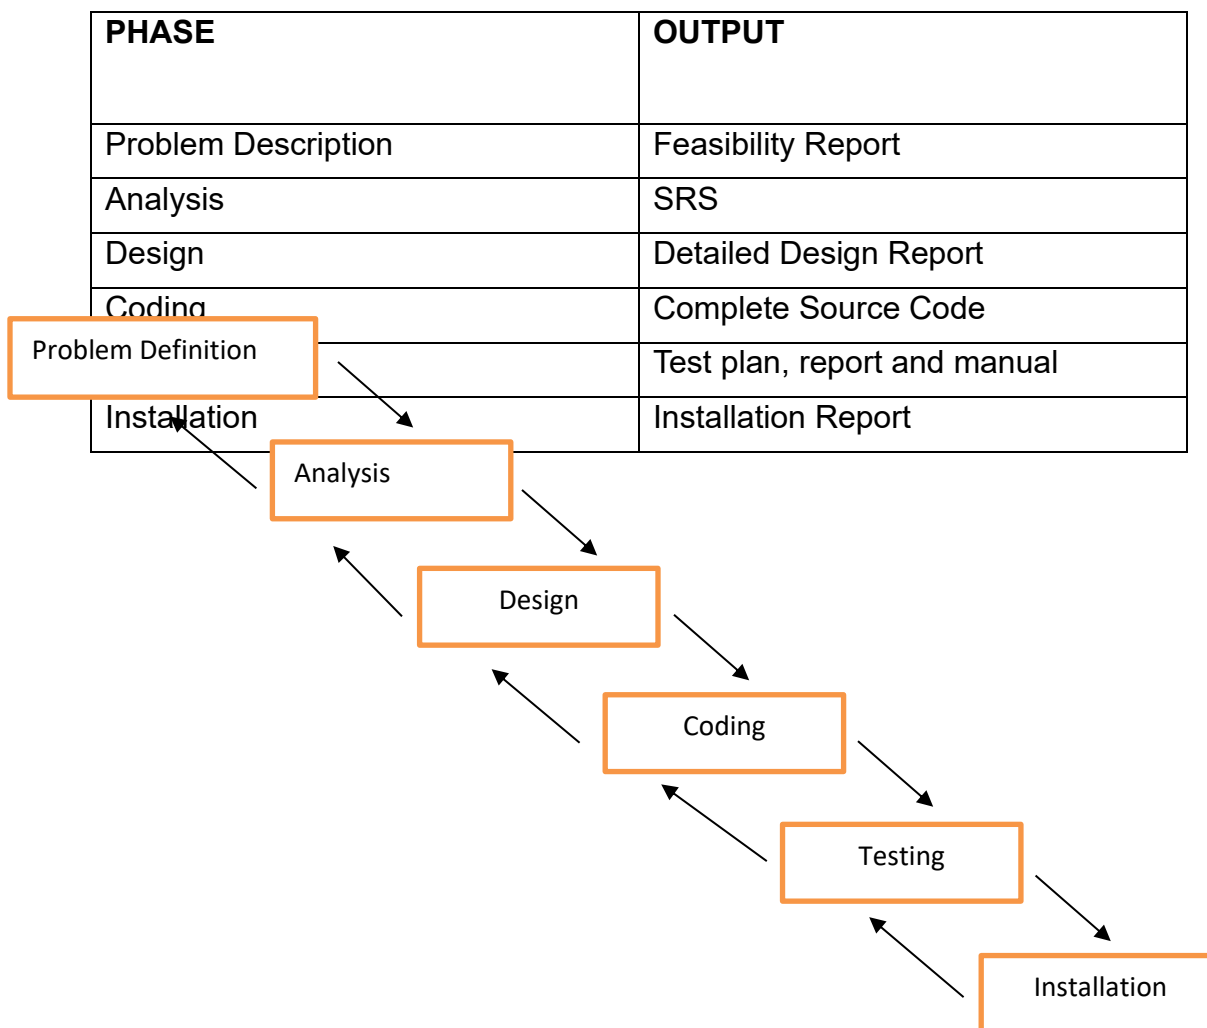 PHASE OUTPUT
Problem Description Feasibility Report
Analysis SRS
Design Detailed Design Report
Coding Complete Source Code
Test plan, report and manual
Installation Installation Report
Problem Definition
Analysis
Design
Coding
Testing
Installation